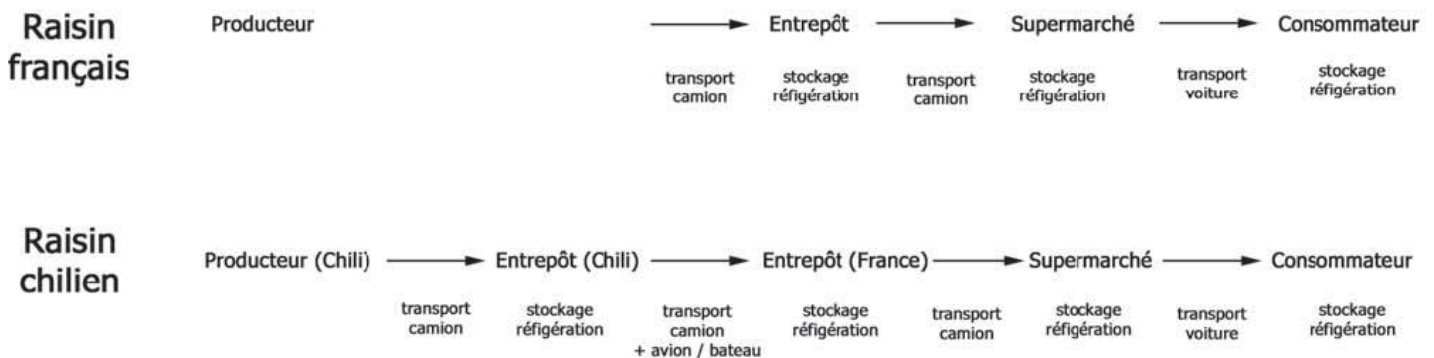 Raisin
français
Producteur
Entrepôt
Supermarché
Consommateur
transport
camion
stockage
réfigération
transport
camion
stockage
réfigération
transport
voiture
stockage
réfigération
Raisin
chilien
Producteur (Chili)
Entrepôt (Chili)
Entrepôt (France)
Supermarché
Consommateur
transport
camion
stockage
réfigération
transport
camion
+ avion / bateau
stockage
réfigération
transport
camion
stockage
réfigération
transport
voiture
stockage
réfigération